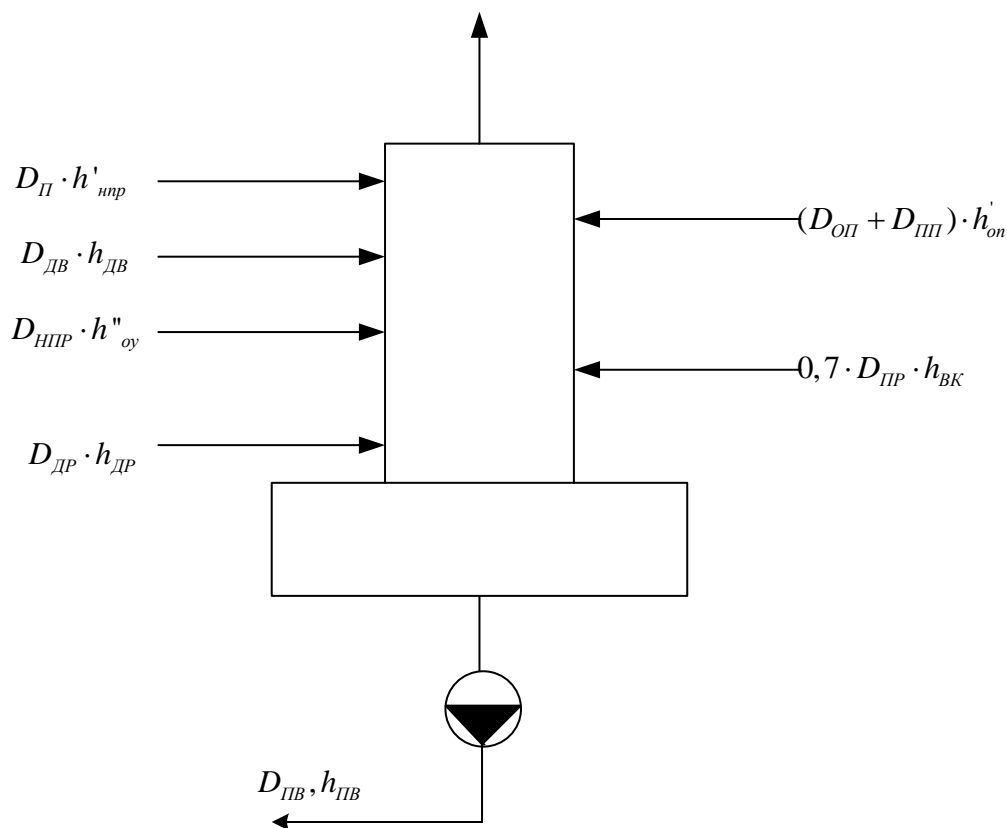 D_П · h'_нпр
(D_ОП + D_ПП) · h'_оп
D_ДВ · h_ДВ
D_НПР · h"_оу
0,7 · D_ПР · h_ВК
D_ДР · h_ДР
D_ПВ, h_ПВ